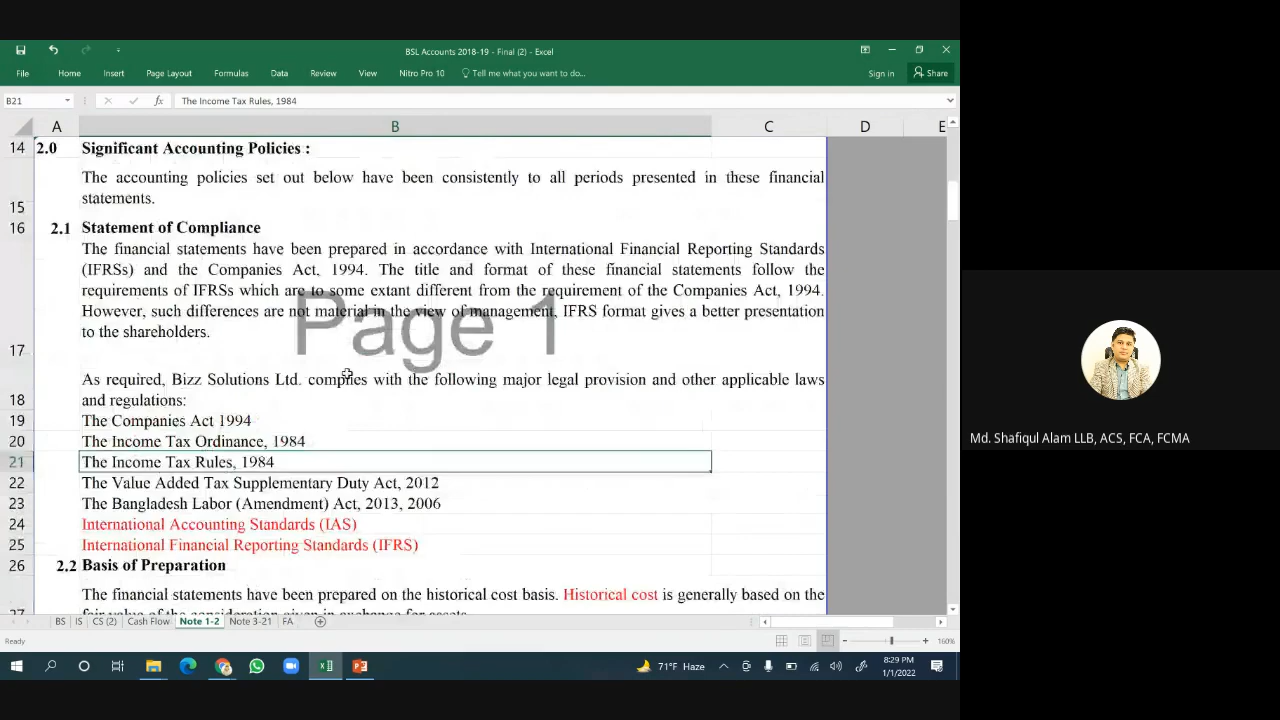 BSL Accounts 2018-19 - Final (2) - Excel
File Home Insert Page Layout Formulas Data Review View Nitro Pro 10 Tell me what you want to do... Sign in Share
B21 fx The Income Tax Rules, 1984
A B C D E
14 2.0 Significant Accounting Policies :
The accounting policies set out below have been consistently to all periods presented in these financial
15 statements.
16 2.1 Statement of Compliance
The financial statements have been prepared in accordance with International Financial Reporting Standards
(IFRSs) and the Companies Act, 1994. The title and format of these financial statements follow the
requirements of IFRSs which are to some extant different from the requirement of the Companies Act, 1994.
However, such differences are not material in the view of management, IFRS format gives a better presentation
to the shareholders.
Page 1
17
As required, Bizz Solutions Ltd. complies with the following major legal provision and other applicable laws
18 and regulations:
19 The Companies Act 1994
20 The Income Tax Ordinance, 1984
21 The Income Tax Rules, 1984
22 The Value Added Tax Supplementary Duty Act, 2012
23 The Bangladesh Labor (Amendment) Act, 2013, 2006
24 International Accounting Standards (IAS)
25 International Financial Reporting Standards (IFRS)
26 2.2 Basis of Preparation
The financial statements have been prepared on the historical cost basis. Historical cost is generally based on the
27 fair value of the consideration given in exchange for assets.
BS IS CS (2) Cash Flow Note 1-2 Note 3-21 FA
Ready 160%
71°F Haze 8:29 PM
1/1/2022
Md. Shafiqul Alam LLB, ACS, FCA, FCMA